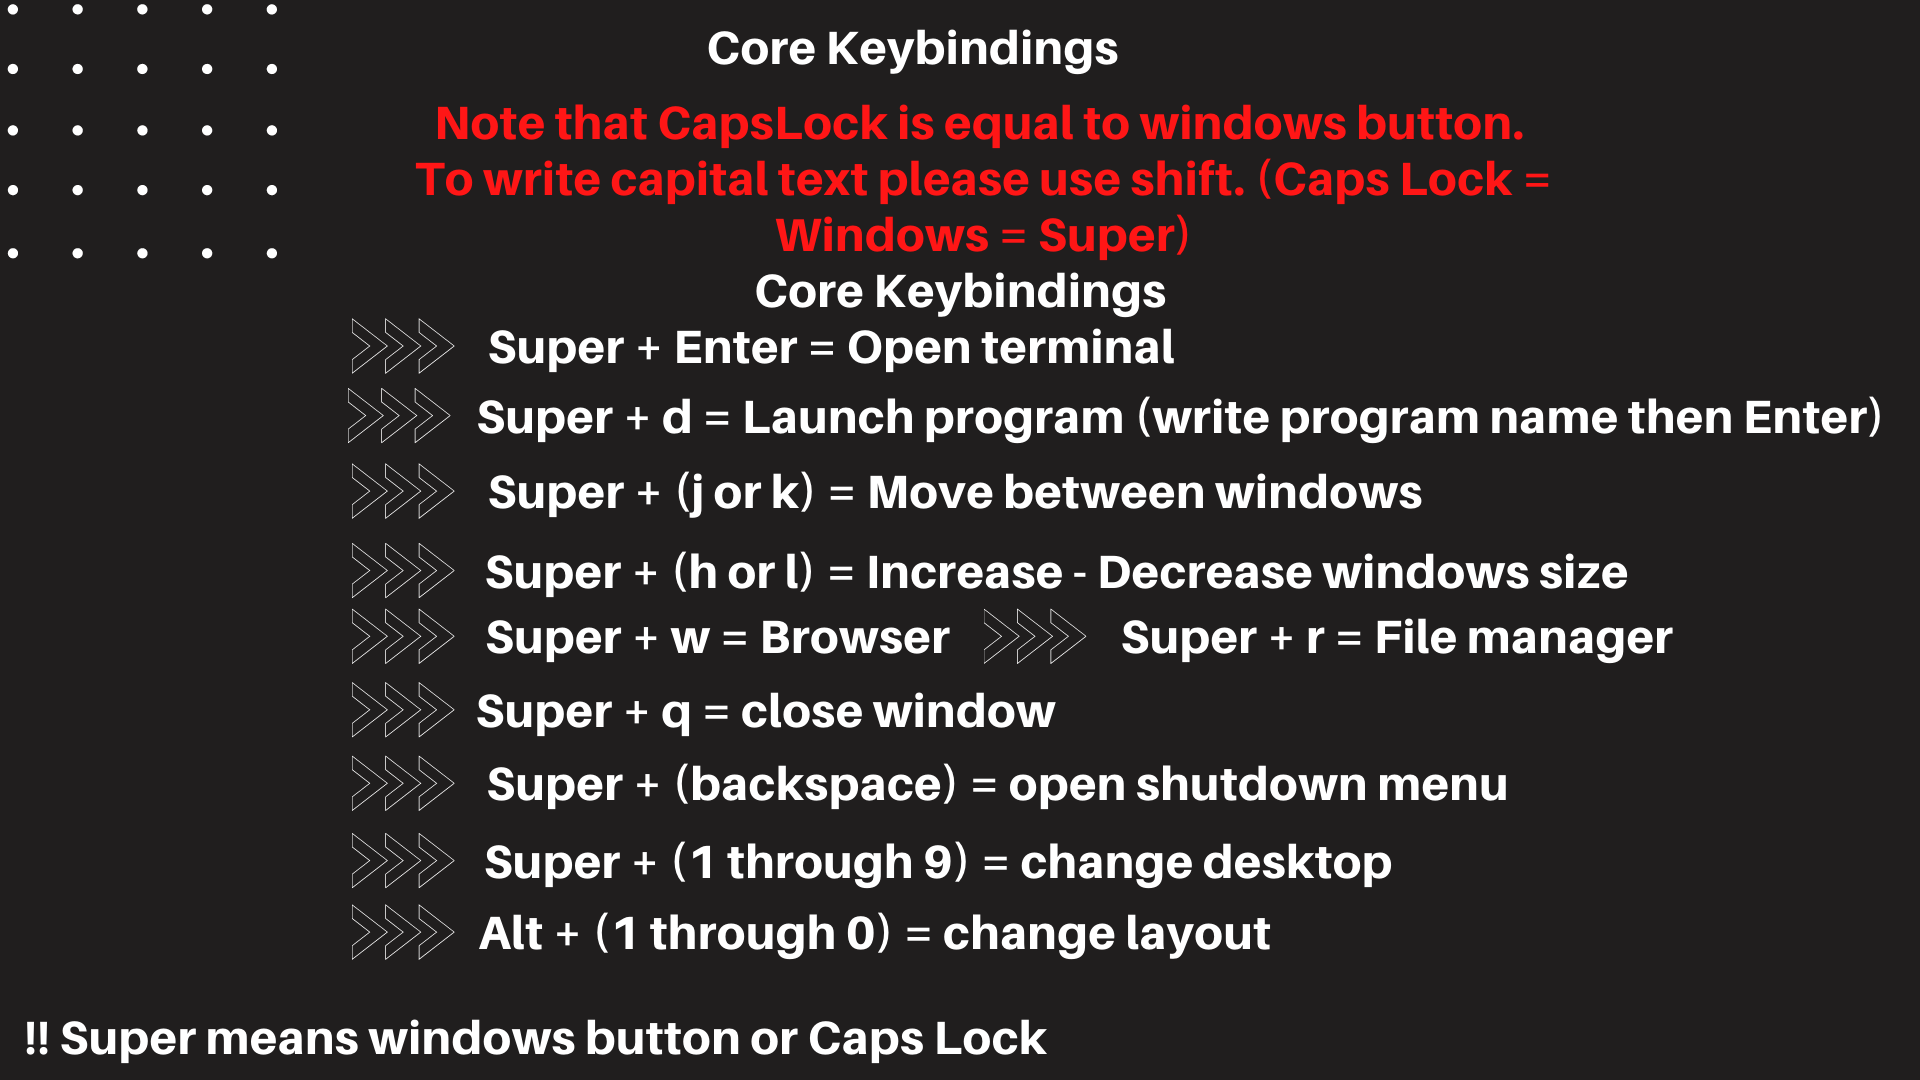 Core Keybindings
Note that CapsLock is equal to windows button.
To write capital text please use shift. (Caps Lock =
Windows = Super)
Core Keybindings
Super + Enter = Open terminal
Super + d = Launch program (write program name then Enter)
Super + (j or k) = Move between windows
Super + (h or l) = Increase - Decrease windows size
Super + w = Browser
Super + r = File manager
Super + q = close window
Super + (backspace) = open shutdown menu
Super + (1 through 9) = change desktop
Alt + (1 through 0) = change layout
!! Super means windows button or Caps Lock